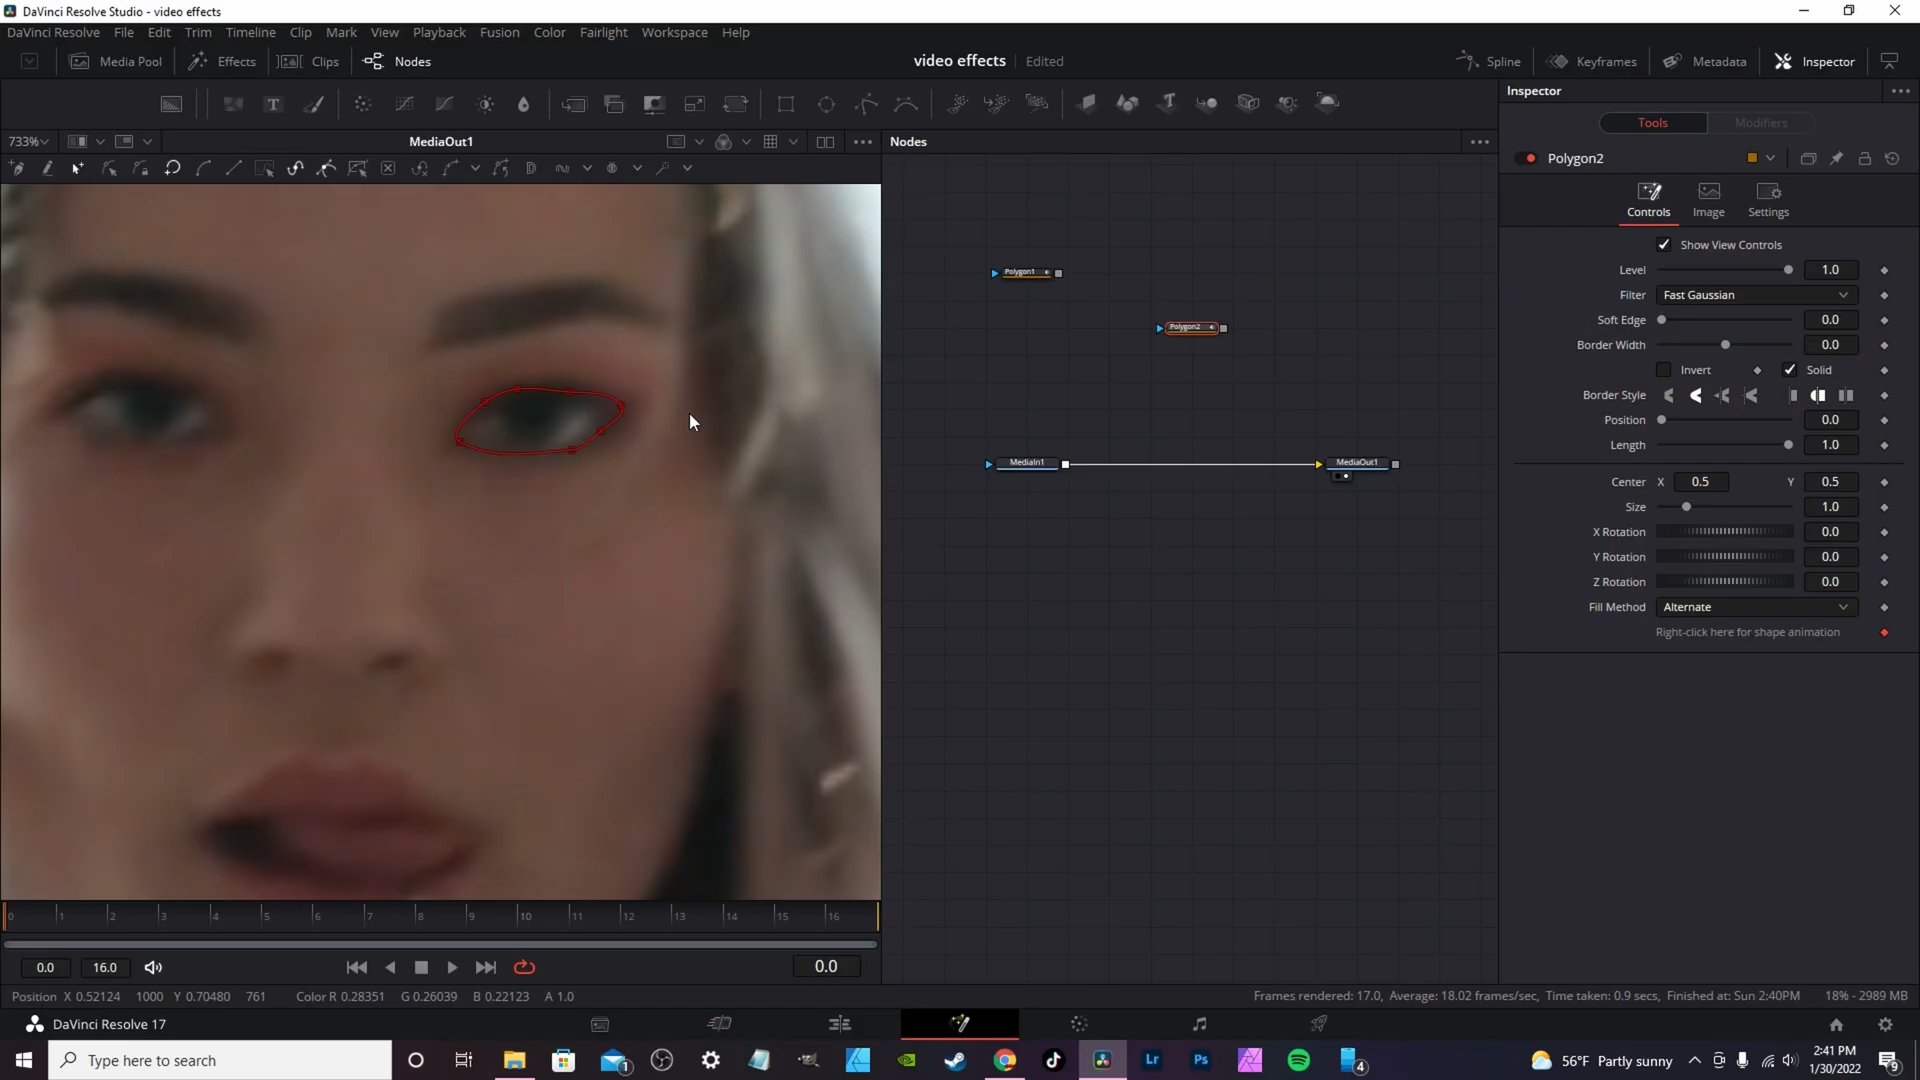 DaVinci Resolve Studio - video effects
DaVinci Resolve File Edit Trim Timeline Clip Mark View Playback Fusion Color Fairlight Workspace Help
Media Pool Effects Clips Nodes video effects Edited Spline Keyframes Metadata Inspector
Inspector
Tools Modifiers
733% MediaOut1 Nodes
Polygon2
Controls Image Settings
Show View Controls
Level 1.0
Filter Fast Gaussian
Soft Edge 0.0
Border Width 0.0
Invert Solid
Border Style
Position 0.0
Length 1.0
Center X 0.5 Y 0.5
Size 1.0
X Rotation 0.0
Y Rotation 0.0
Z Rotation 0.0
Fill Method Alternate
Right-click here for shape animation
Polygon1
Polygon2
MediaIn1 MediaOut1
0 1 2 3 4 5 6 7 8 9 10 11 12 13 14 15 16
0.0 16.0 0.0
Position X 0.52124 1000 Y 0.70480 761 Color R 0.28351 G 0.26039 B 0.22123 A 1.0
Frames rendered: 17.0, Average: 18.02 frames/sec, Time taken: 0.9 secs, Finished at: Sun 2:40PM 18% - 2989 MB
DaVinci Resolve 17
Type here to search
1
Lr Ps
4
56°F Partly sunny
2:41 PM
1/30/2022
9